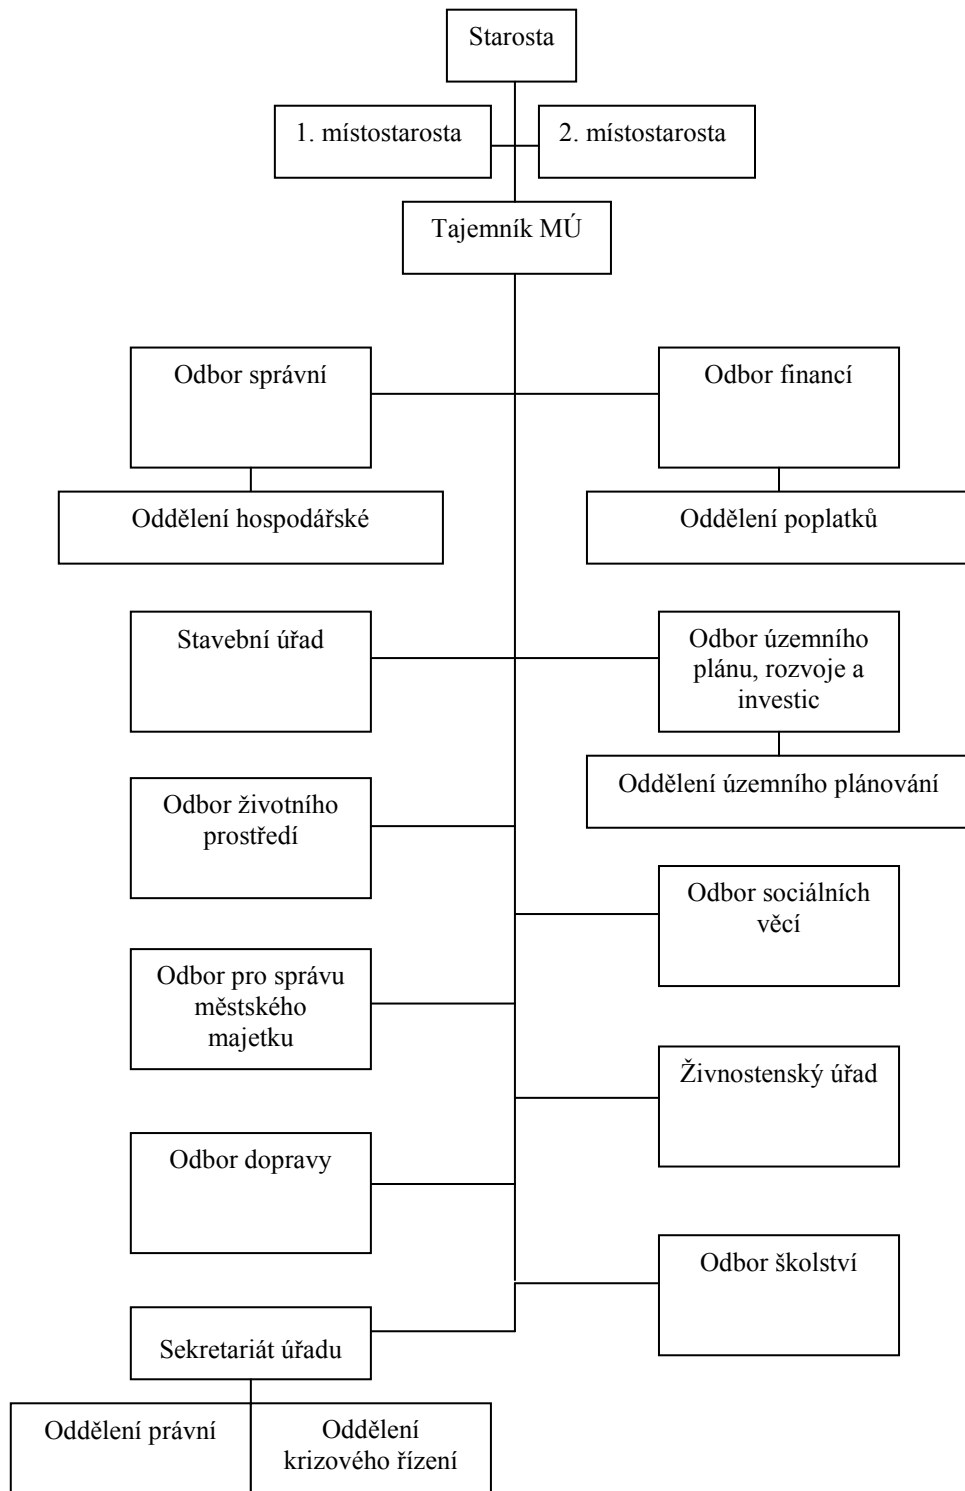 Starosta
1. místostarosta
2. místostarosta
Tajemník MÚ
Odbor správní
Odbor financí
Oddělení hospodářské
Oddělení poplatků
Stavební úřad
Odbor územního
plánu, rozvoje a
investic
Oddělení územního plánování
Odbor životního
prostředí
Odbor sociálních
věcí
Odbor pro správu
městského
majetku
Živnostenský úřad
Odbor dopravy
Odbor školství
Sekretariát úřadu
Oddělení právní
Oddělení
krizového řízení